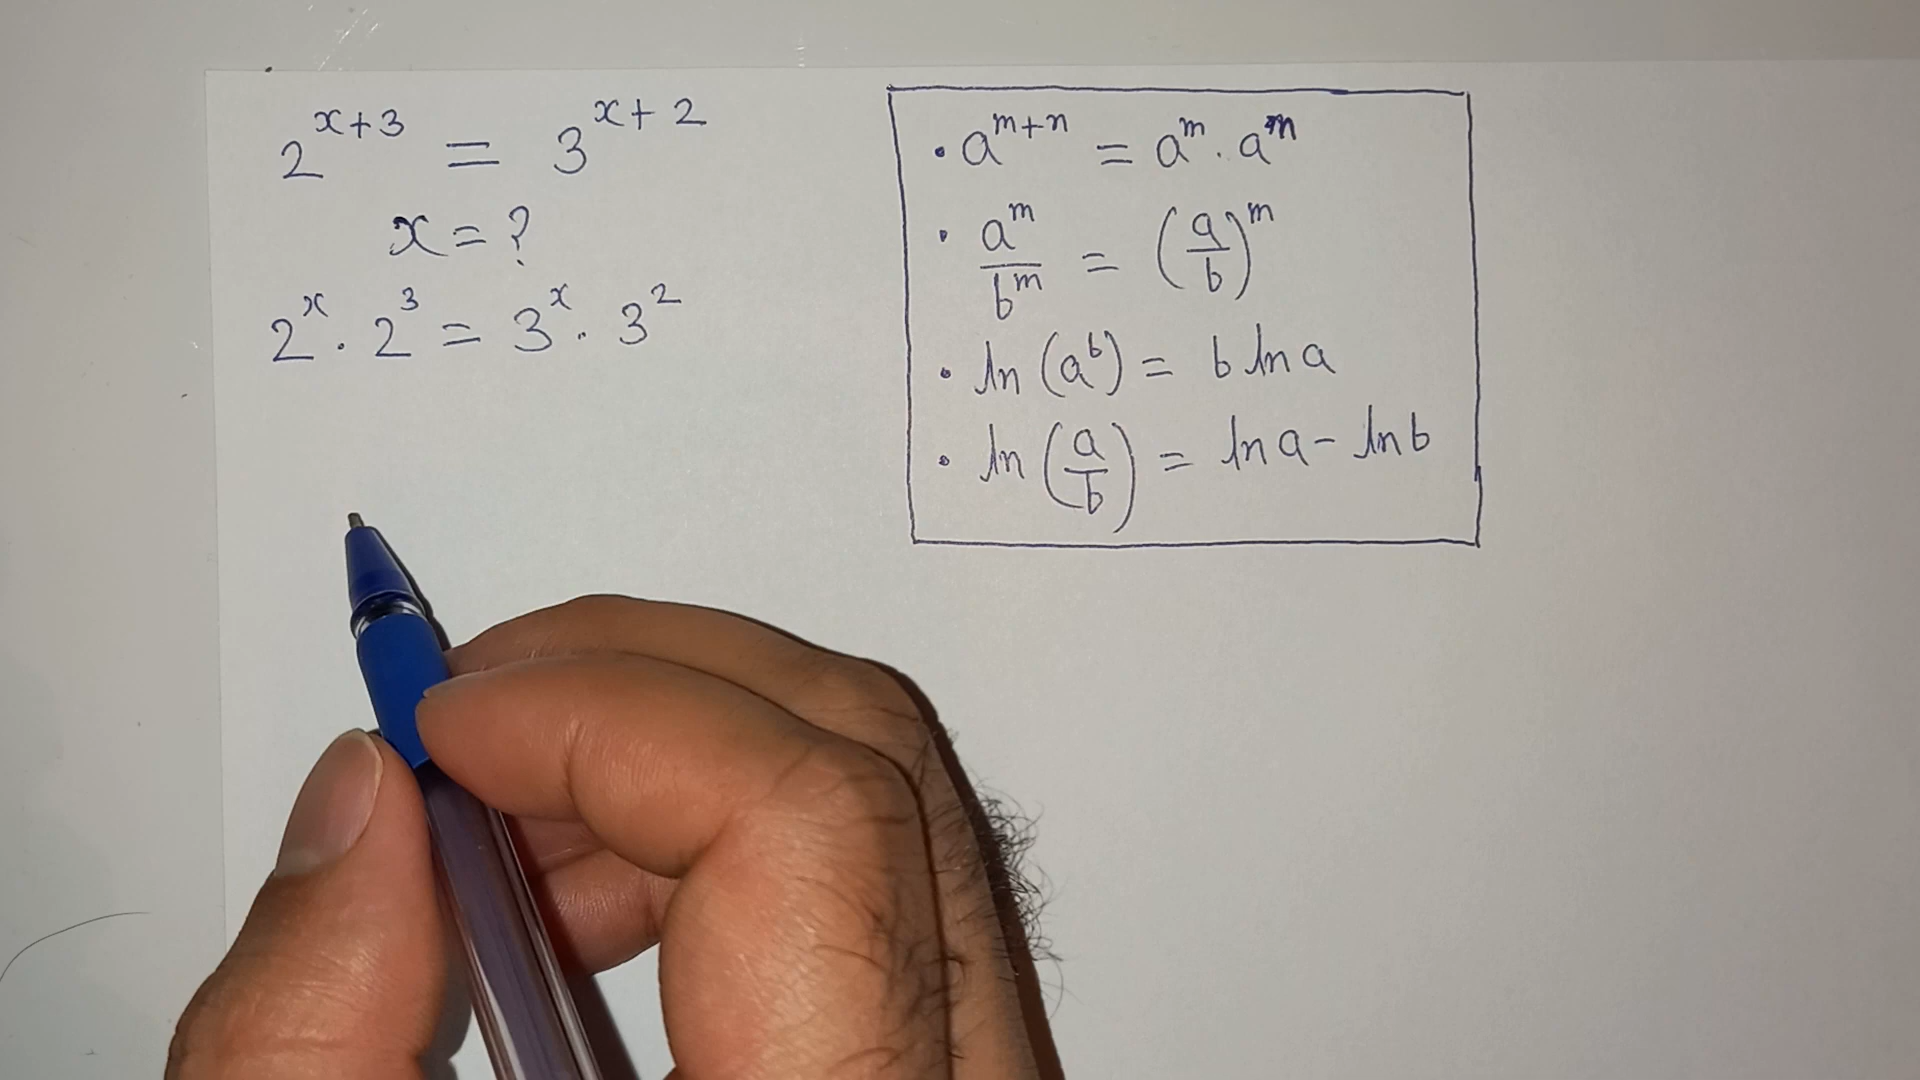 2^{x+3} = 3^{x+2}
x = ?
2^x . 2^3 = 3^x . 3^2
• a^{m+n} = a^m . a^m
• a^m / b^m = (a/b)^m
• ln (a^b) = b ln a
• ln (a/b) = ln a - ln b